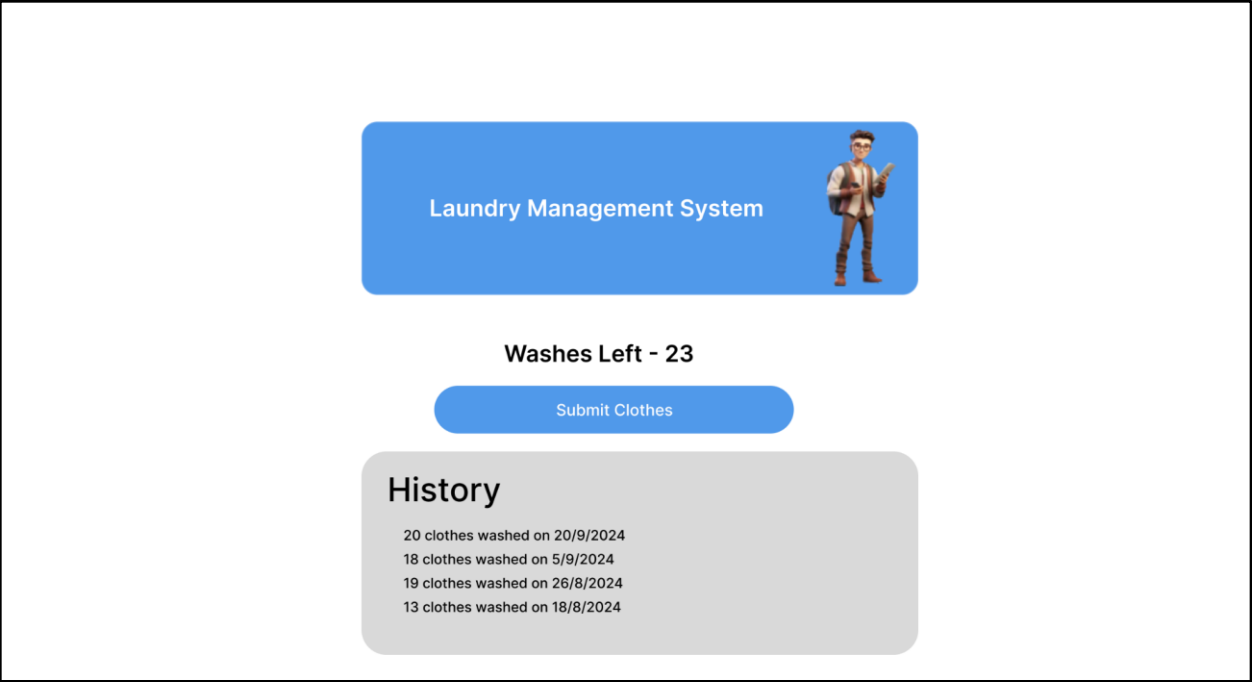 Laundry Management System
Washes Left - 23
Submit Clothes
History
20 clothes washed on 20/9/2024
18 clothes washed on 5/9/2024
19 clothes washed on 26/8/2024
13 clothes washed on 18/8/2024